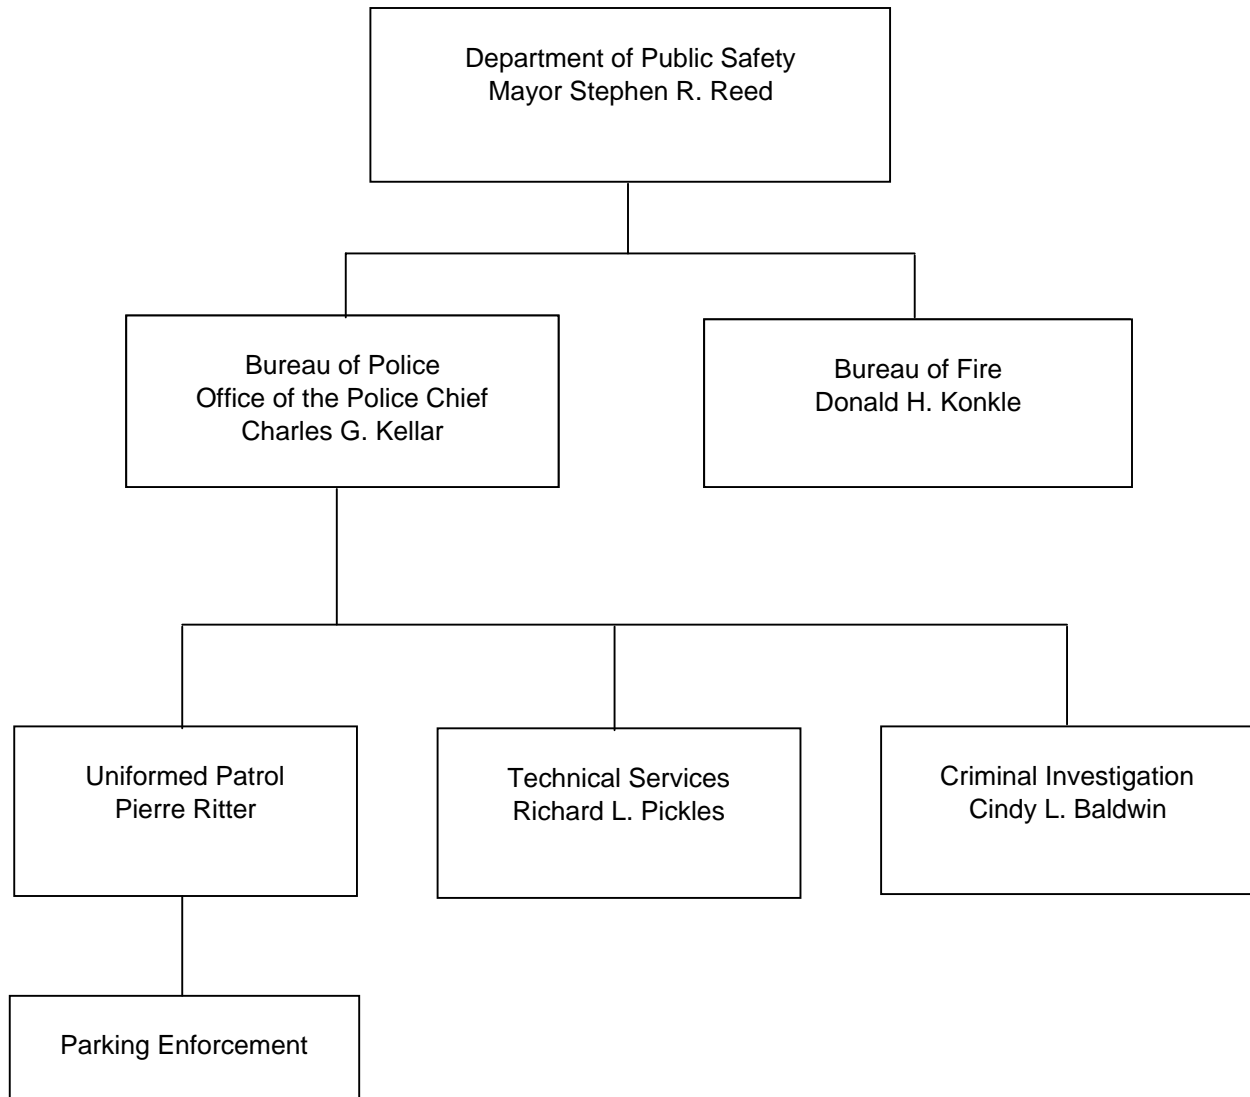 Department of Public Safety
Mayor Stephen R. Reed
Bureau of Police
Office of the Police Chief
Charles G. Kellar
Bureau of Fire
Donald H. Konkle
Uniformed Patrol
Pierre Ritter
Technical Services
Richard L. Pickles
Criminal Investigation
Cindy L. Baldwin
Parking Enforcement